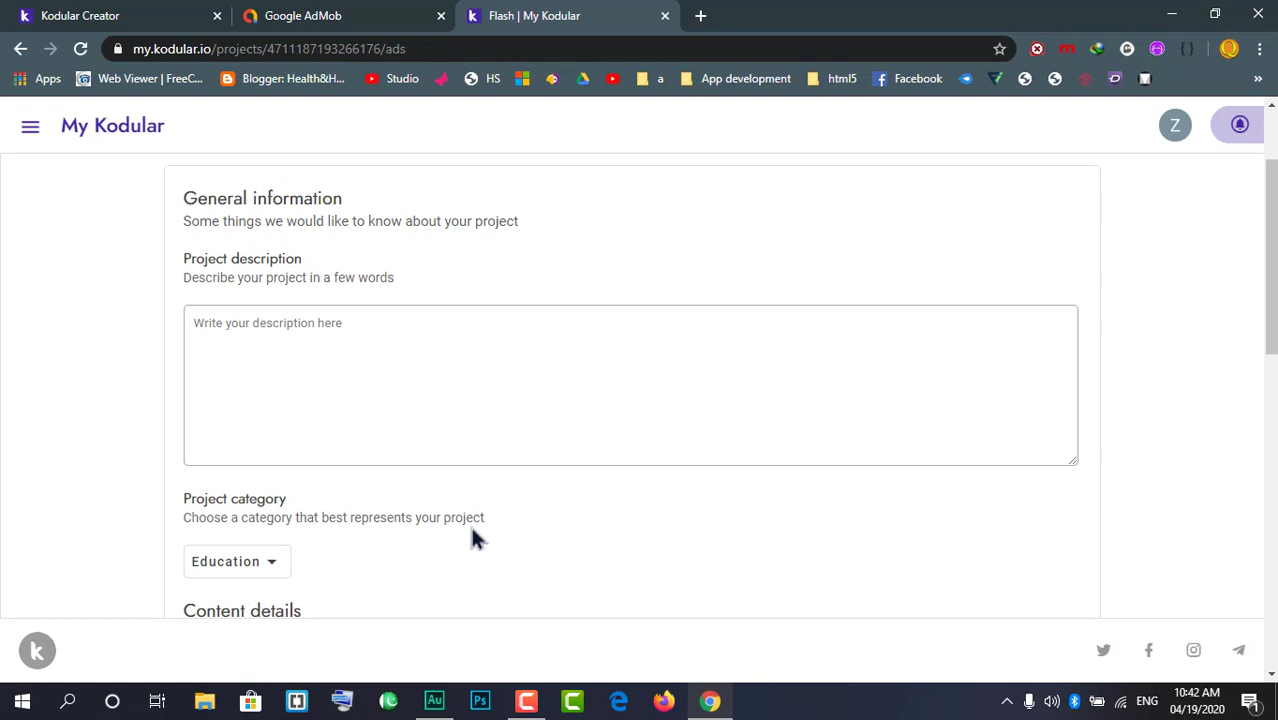 Kodular Creator
Google AdMob
Flash | My Kodular
my.kodular.io/projects/4711187193266176/ads
Apps
Web Viewer | FreeC...
Blogger: Health&H...
Studio
HS
a
App development
html5
Facebook
My Kodular
Z
General information
Some things we would like to know about your project
Project description
Describe your project in a few words
Write your description here
Project category
Choose a category that best represents your project
Education
Content details
k
Au
Ps
ENG
10:42 AM
04/19/2020
1